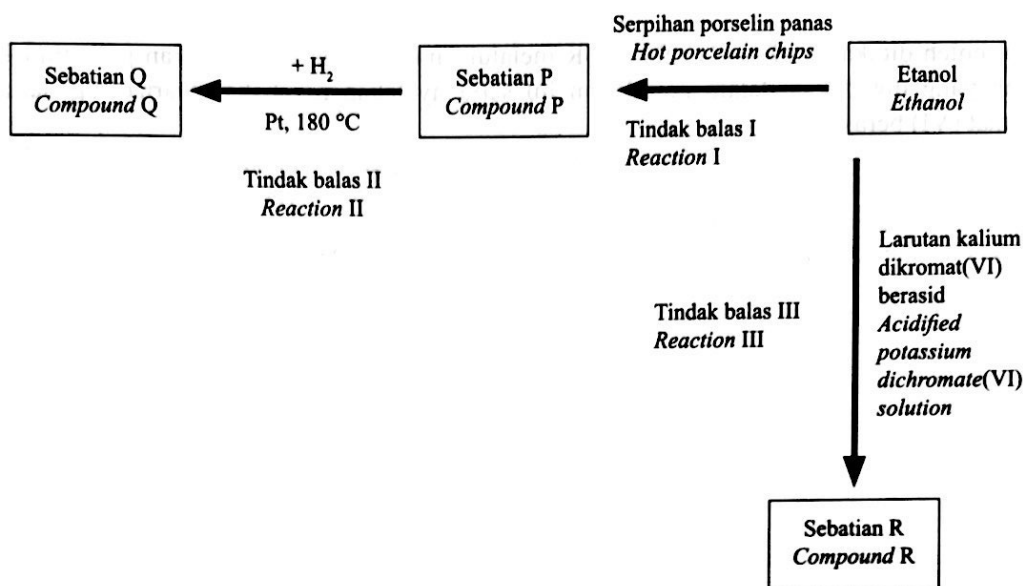 Serpihan porselin panas
Hot porcelain chips
Sebatian Q
Compound Q
+ H₂
Pt, 180 °C
Sebatian P
Compound P
Etanol
Ethanol
Tindak balas I
Reaction I
Tindak balas II
Reaction II
Larutan kalium
dikromat(VI)
berasid
Acidified
potassium
dichromate(VI)
solution
Tindak balas III
Reaction III
Sebatian R
Compound R